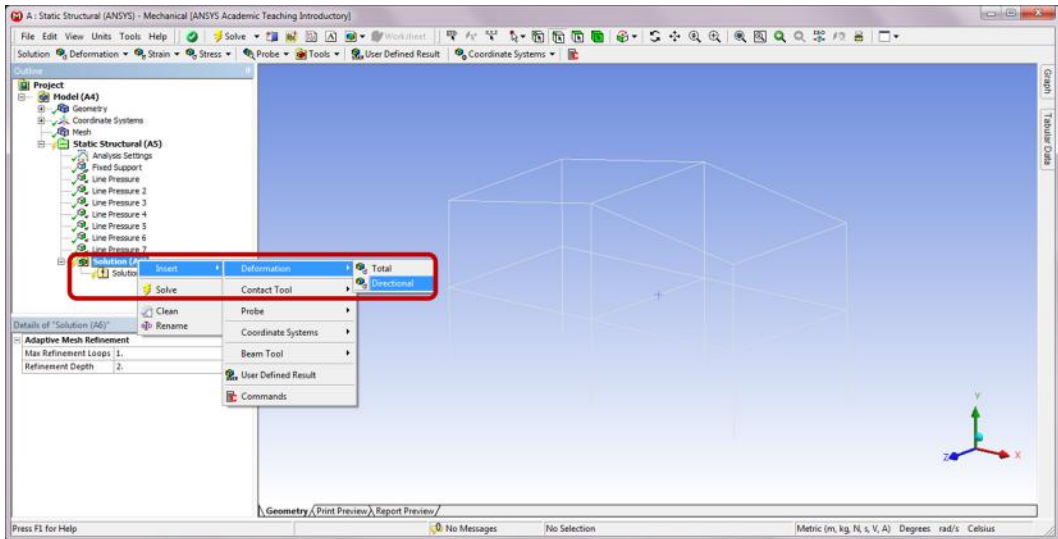 A : Static Structural (ANSYS) - Mechanical [ANSYS Academic Teaching Introductory]
File Edit View Units Tools Help Solve Worksheet
Solution Deformation Strain Stress Probe Tools User Defined Result Coordinate Systems
Outline
Project
Model (A4)
Geometry
Coordinate Systems
Mesh
Static Structural (A5)
Analysis Settings
Fixed Support
Line Pressure
Line Pressure 2
Line Pressure 3
Line Pressure 4
Line Pressure 5
Line Pressure 6
Line Pressure 7
Solution (A
Solutio
Insert
Solve
Clean
Rename
Deformation
Contact Tool
Probe
Coordinate Systems
Beam Tool
User Defined Result
Commands
Total
Directional
Details of "Solution (A6)"
Adaptive Mesh Refinement
Max Refinement Loops 1.
Refinement Depth 2.
Graph
Tabular Data
Y
Z
X
Geometry Print Preview Report Preview
Press F1 for Help
0 No Messages
No Selection
Metric (m, kg, N, s, V, A) Degrees rad/s Celsius